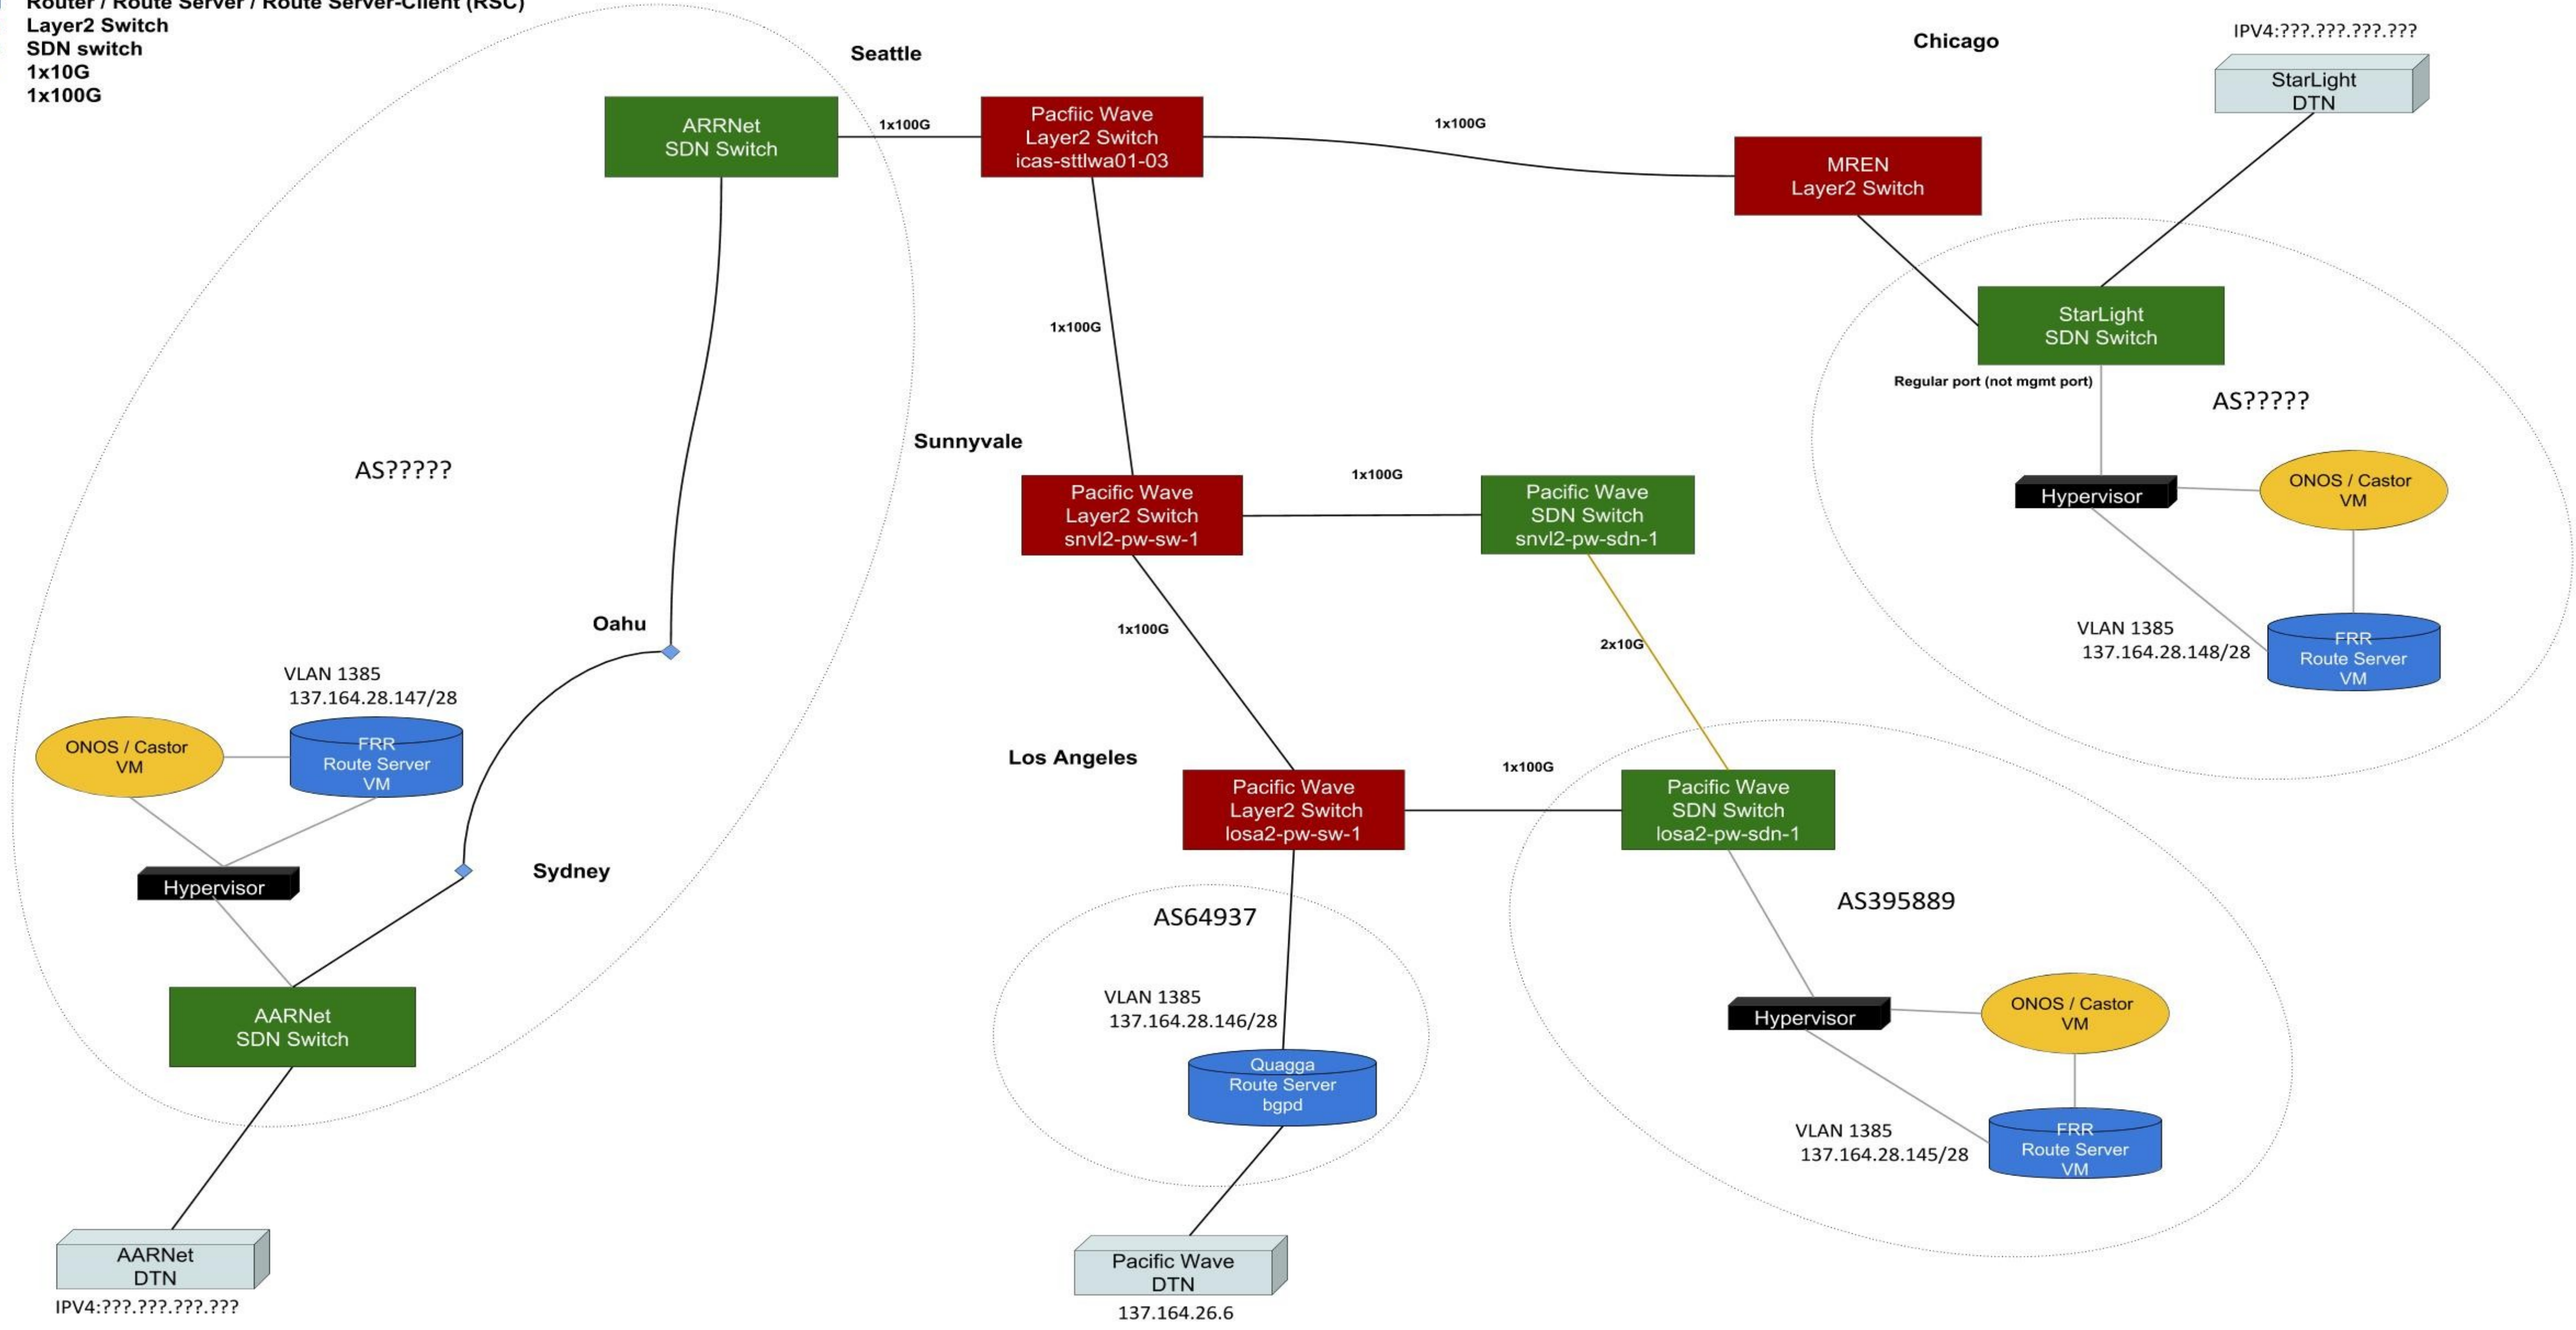 Router / Route Server / Route Server-Client (RSC)
Layer2 Switch
SDN switch
1x10G
1x100G
Seattle
Chicago
IPV4:???.???.???.???
StarLight
DTN
ARRNet
SDN Switch
1x100G
Pacfiic Wave
Layer2 Switch
icas-sttlwa01-03
1x100G
MREN
Layer2 Switch
StarLight
SDN Switch
Regular port (not mgmt port)
AS?????
1x100G
Sunnyvale
AS?????
Pacific Wave
Layer2 Switch
snvl2-pw-sw-1
1x100G
Pacific Wave
SDN Switch
snvl2-pw-sdn-1
Hypervisor
ONOS / Castor
VM
VLAN 1385
137.164.28.148/28
FRR
Route Server
VM
Oahu
1x100G
2x10G
VLAN 1385
137.164.28.147/28
ONOS / Castor
VM
FRR
Route Server
VM
Hypervisor
Sydney
Los Angeles
Pacific Wave
Layer2 Switch
losa2-pw-sw-1
1x100G
Pacific Wave
SDN Switch
losa2-pw-sdn-1
AS64937
AS395889
VLAN 1385
137.164.28.146/28
Quagga
Route Server
bgpd
Hypervisor
ONOS / Castor
VM
VLAN 1385
137.164.28.145/28
FRR
Route Server
VM
AARNet
SDN Switch
AARNet
DTN
IPV4:???.???.???.???
Pacific Wave
DTN
137.164.26.6